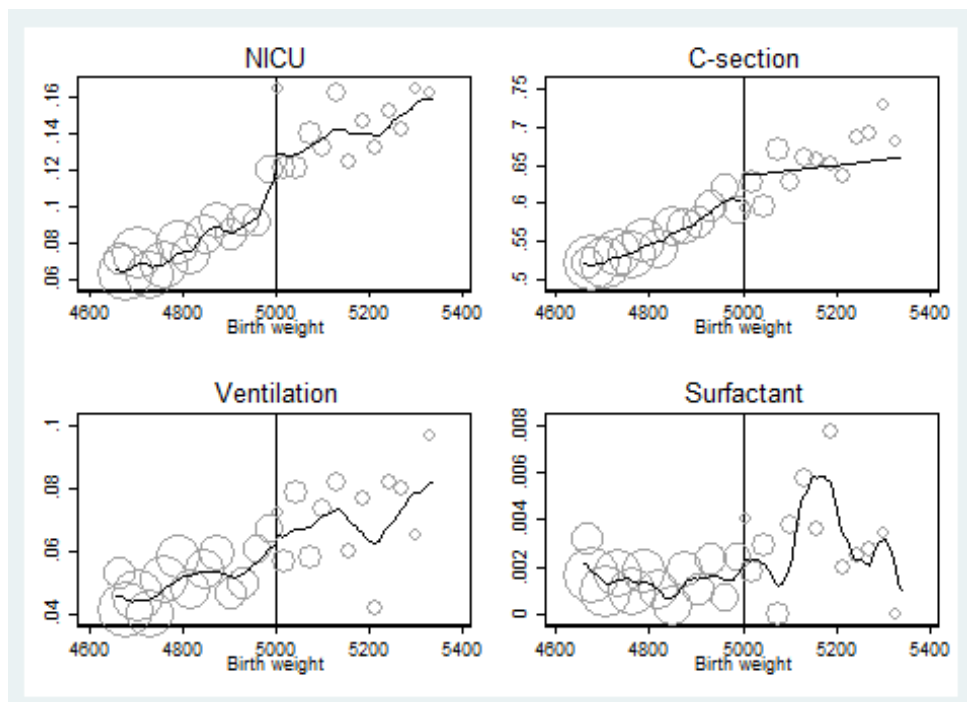 NICU
.06 .08 .1 .12 .14 .16
4600 4800 5000 5200 5400
Birth weight
C-section
.5 .55 .6 .65 .7 .75
4600 4800 5000 5200 5400
Birth weight
Ventilation
.04 .06 .08 .1
4600 4800 5000 5200 5400
Birth weight
Surfactant
0 .002 .004 .006 .008
4600 4800 5000 5200 5400
Birth weight